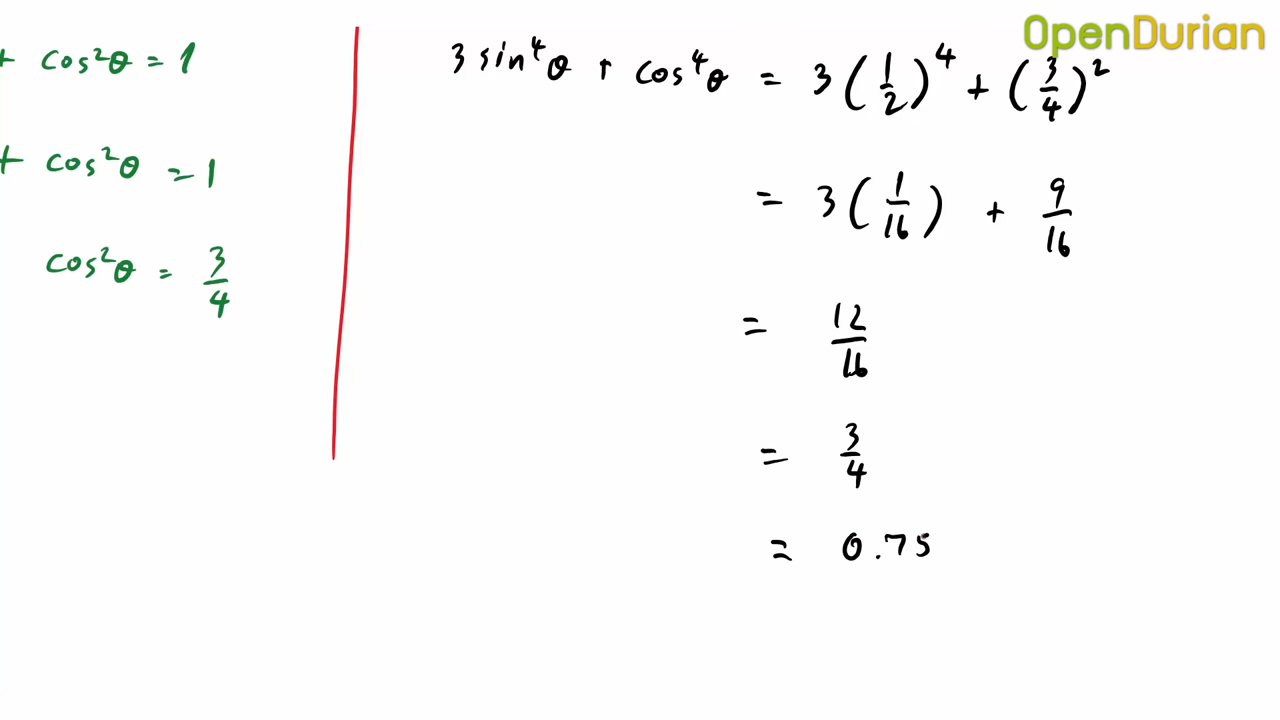 OpenDurian
+ cos²θ = 1
+ cos²θ = 1
cos²θ = 3/4
3 sin⁴θ + cos⁴θ = 3(1/2)⁴ + (3/4)²
= 3(1/16) + 9/16
= 12/16
= 3/4
= 0.75